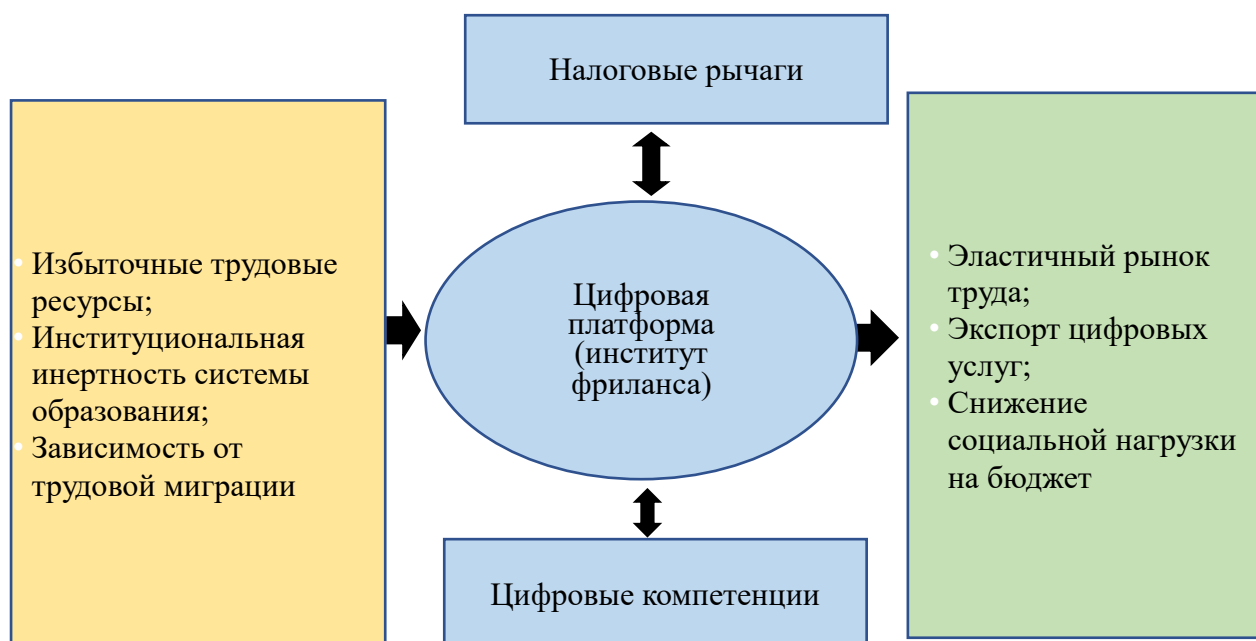 Налоговые рычаги
• Избыточные трудовые
ресурсы;
• Институциональная
инертность системы
образования;
• Зависимость от
трудовой миграции
Цифровая
платформа
(институт
фриланса)
• Эластичный рынок
труда;
• Экспорт цифровых
услуг;
• Снижение
социальной нагрузки
на бюджет
Цифровые компетенции